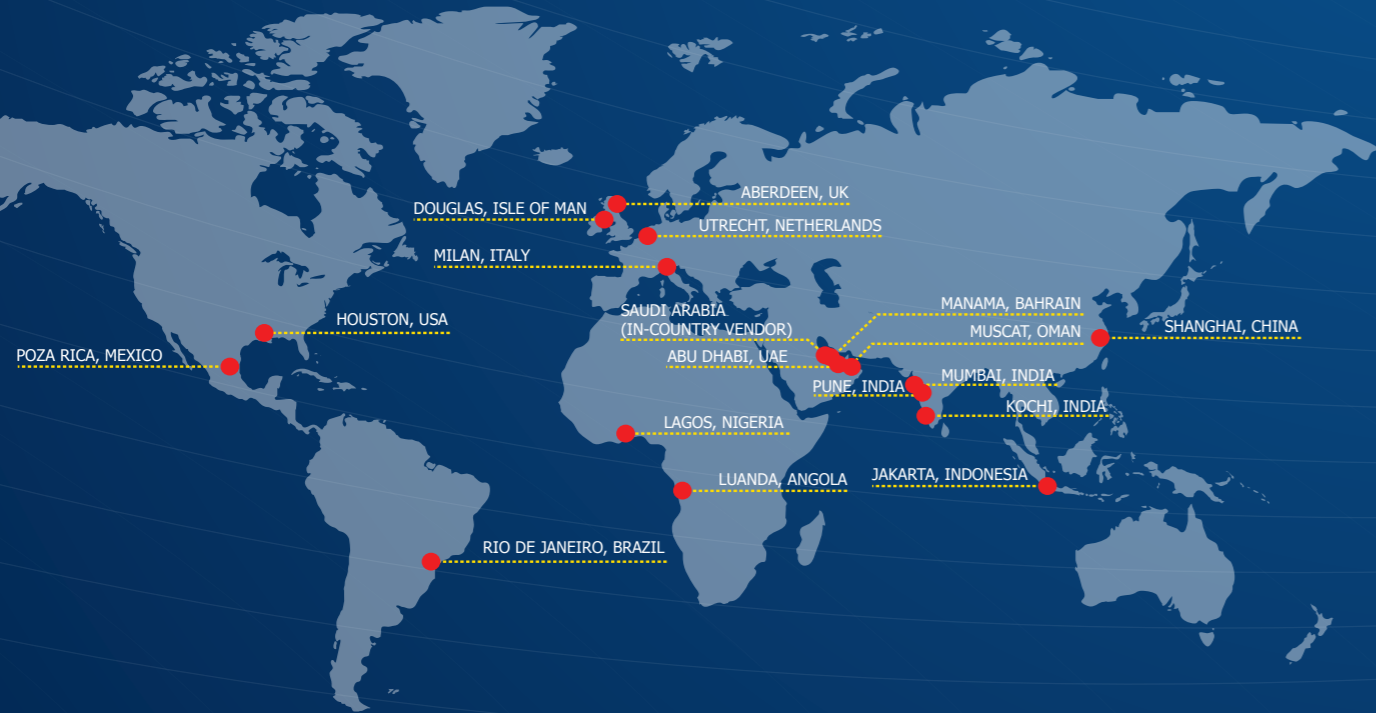 ABERDEEN, UK
DOUGLAS, ISLE OF MAN
UTRECHT, NETHERLANDS
MILAN, ITALY
MANAMA, BAHRAIN
SAUDI ARABIA
(IN-COUNTRY VENDOR)
HOUSTON, USA
MUSCAT, OMAN
SHANGHAI, CHINA
POZA RICA, MEXICO
ABU DHABI, UAE
PUNE, INDIA
MUMBAI, INDIA
KOCHI, INDIA
LAGOS, NIGERIA
LUANDA, ANGOLA
JAKARTA, INDONESIA
RIO DE JANEIRO, BRAZIL